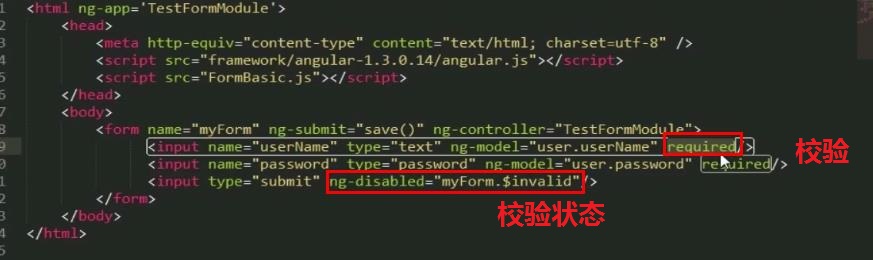 1 <html ng-app='TestFormModule'>
2 <head>
3 <meta http-equiv="content-type" content="text/html; charset=utf-8" />
4 <script src="framework/angular-1.3.0.14/angular.js"></script>
5 <script src="FormBasic.js"></script>
6 </head>
7 <body>
8 <form name="myForm" ng-submit="save()" ng-controller="TestFormModule">
9 <input name="userName" type="text" ng-model="user.userName" required/> 校验
0 <input name="password" type="password" ng-model="user.password" required/>
1 <input type="submit" ng-disabled="myForm.$invalid"/>
2 </form>
校验状态
3 </body>
4 </html>
5